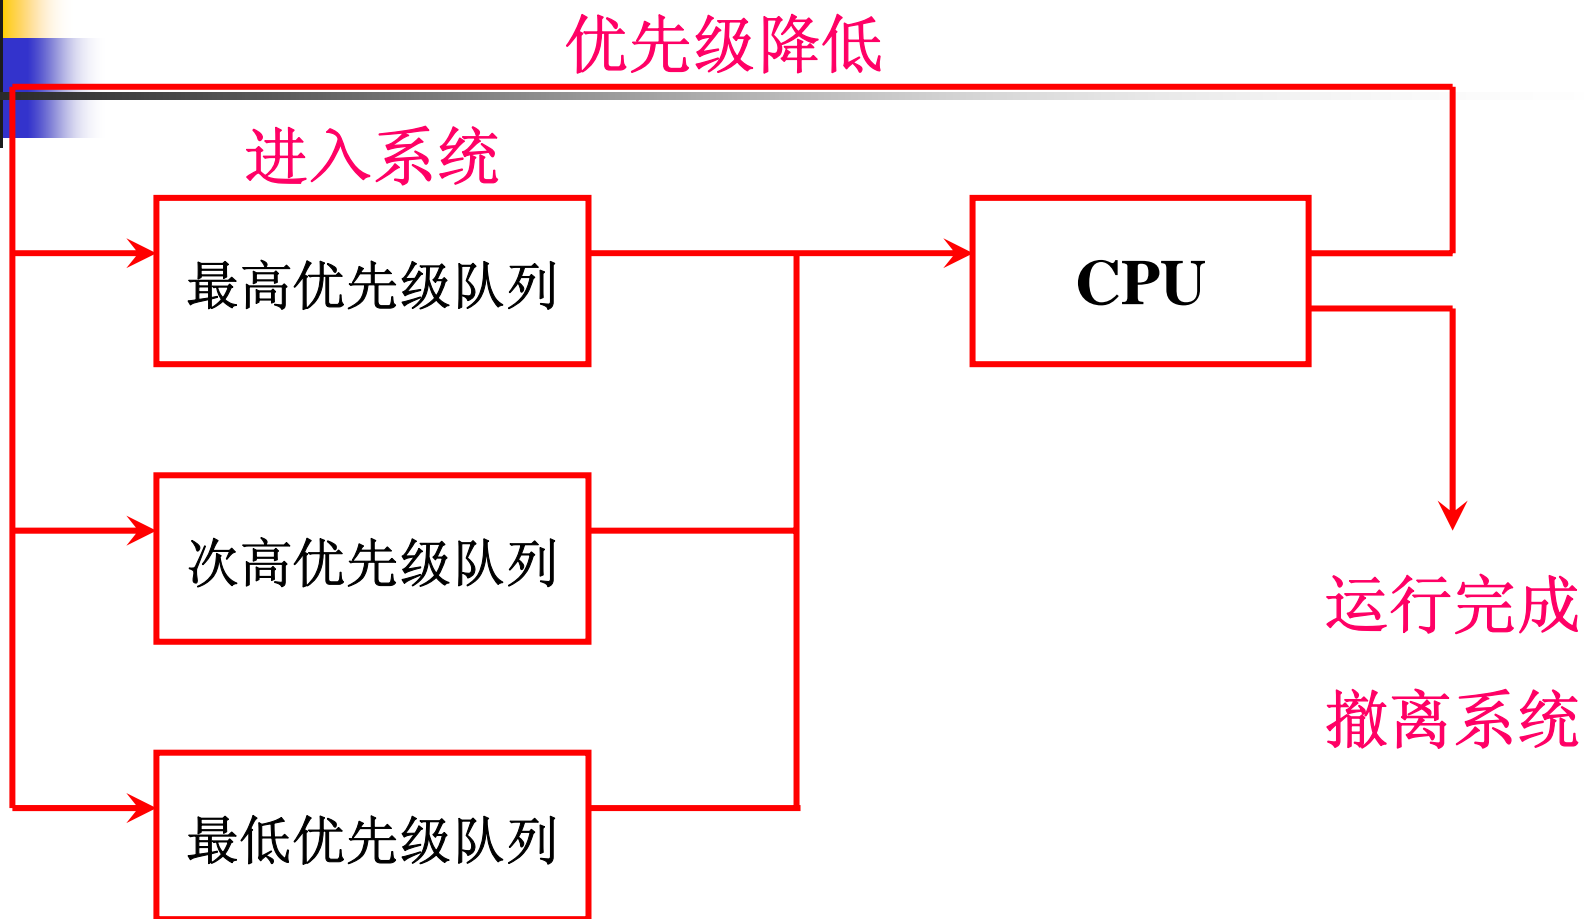 优先级降低
进入系统
最高优先级队列
CPU
次高优先级队列
运行完成
撤离系统
最低优先级队列